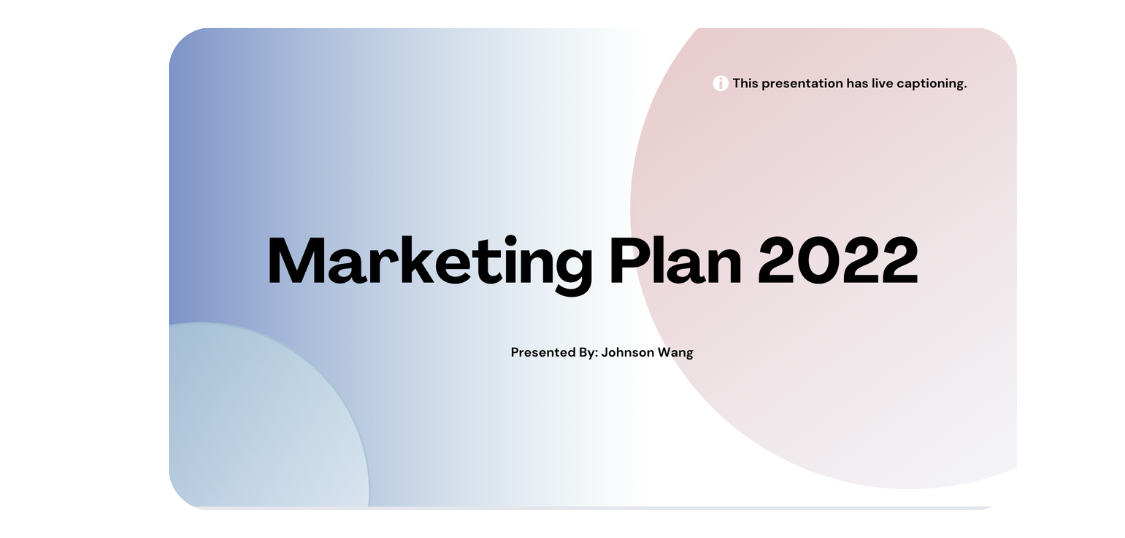 This presentation has live captioning.
Marketing Plan 2022
Presented By: Johnson Wang